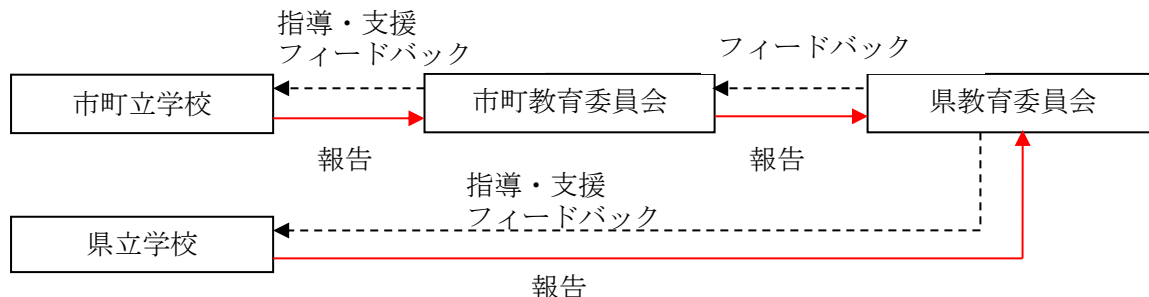 指導・支援
フィードバック
フィードバック
市町立学校
市町教育委員会
県教育委員会
報告
報告
指導・支援
フィードバック
県立学校
報告